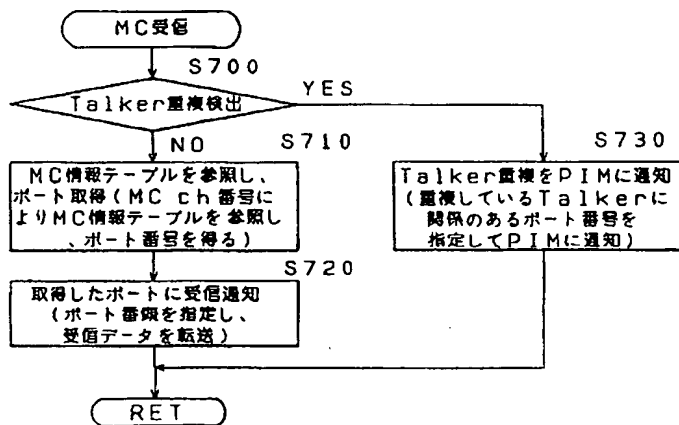 MC受信
S700
YES
Talker重複検出
NO
S710
S730
MC情報テーブルを参照し、
ポート取得(MC ch番号に
よりMC情報テーブルを参照し
、ポート番号を得る)
Talker重複をPIMに通知
(重複しているTalkerに
関係のあるポート番号を
指定してPIMに通知)
S720
取得したポートに受信通知
(ポート番を指定し、
受信データを転送)
RET